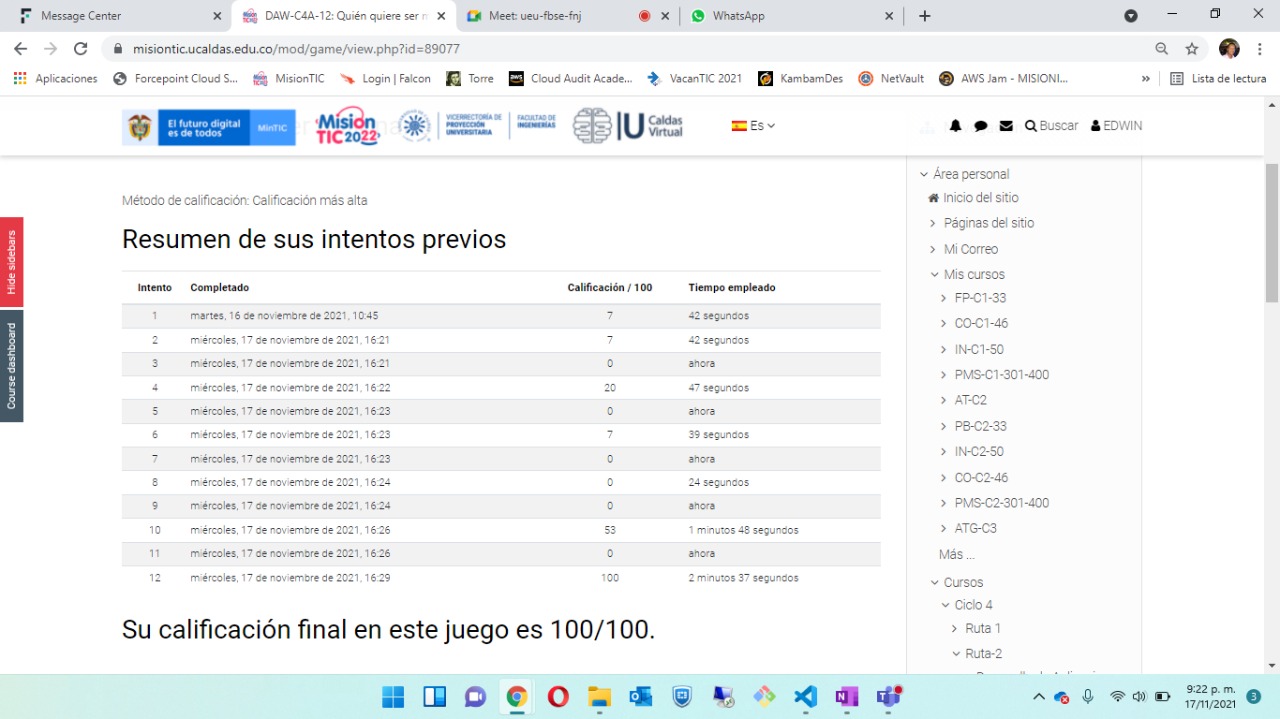 Message Center
DAW-C4A-12: Quién quiere ser m
Meet: ueu-fbse-fnj
WhatsApp
misiontic.ucaldas.edu.co/mod/game/view.php?id=89077
Aplicaciones
Forcepoint Cloud S...
MisionTIC
Login | Falcon
Torre
Cloud Audit Acade...
VacanTIC 2021
KambamDes
NetVault
AWS Jam - MISIONI...
»
Lista de lectura
El futuro digital
es de todos
MinTIC
Misión
TIC 2022
VICERRECTORÍA DE
PROYECCIÓN
UNIVERSITARIA
FACULTAD DE
INGENIERÍAS
IU Caldas
Virtual
Es
Buscar
EDWIN
Hide sidebars
Course dashboard
Método de calificación: Calificación más alta
Resumen de sus intentos previos
Intento Completado Calificación / 100 Tiempo empleado
1 martes, 16 de noviembre de 2021, 10:45 7 42 segundos
2 miércoles, 17 de noviembre de 2021, 16:21 7 42 segundos
3 miércoles, 17 de noviembre de 2021, 16:21 0 ahora
4 miércoles, 17 de noviembre de 2021, 16:22 20 47 segundos
5 miércoles, 17 de noviembre de 2021, 16:23 0 ahora
6 miércoles, 17 de noviembre de 2021, 16:23 7 39 segundos
7 miércoles, 17 de noviembre de 2021, 16:23 0 ahora
8 miércoles, 17 de noviembre de 2021, 16:24 0 24 segundos
9 miércoles, 17 de noviembre de 2021, 16:24 0 ahora
10 miércoles, 17 de noviembre de 2021, 16:26 53 1 minutos 48 segundos
11 miércoles, 17 de noviembre de 2021, 16:26 0 ahora
12 miércoles, 17 de noviembre de 2021, 16:29 100 2 minutos 37 segundos
Su calificación final en este juego es 100/100.
Área personal
Inicio del sitio
Páginas del sitio
Mi Correo
Mis cursos
FP-C1-33
CO-C1-46
IN-C1-50
PMS-C1-301-400
AT-C2
PB-C2-33
IN-C2-50
CO-C2-46
PMS-C2-301-400
ATG-C3
Más ...
Cursos
Ciclo 4
Ruta 1
Ruta-2
9:22 p. m.
17/11/2021
3